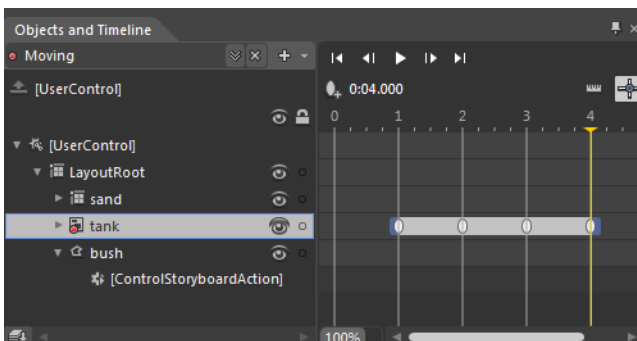 Objects and Timeline
Moving
[UserControl]
0:04.000
0 1 2 3 4
[UserControl]
LayoutRoot
sand
tank
bush
[ControlStoryboardAction]
100%